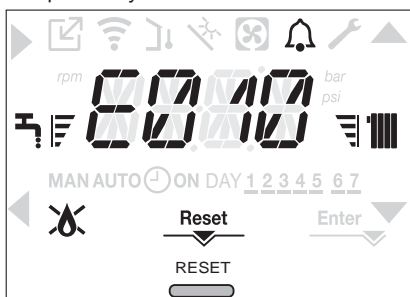 rpm
bar
psi
E010
MAN AUTO ON DAY 1 2 3 4 5 6 7
Reset Enter
RESET